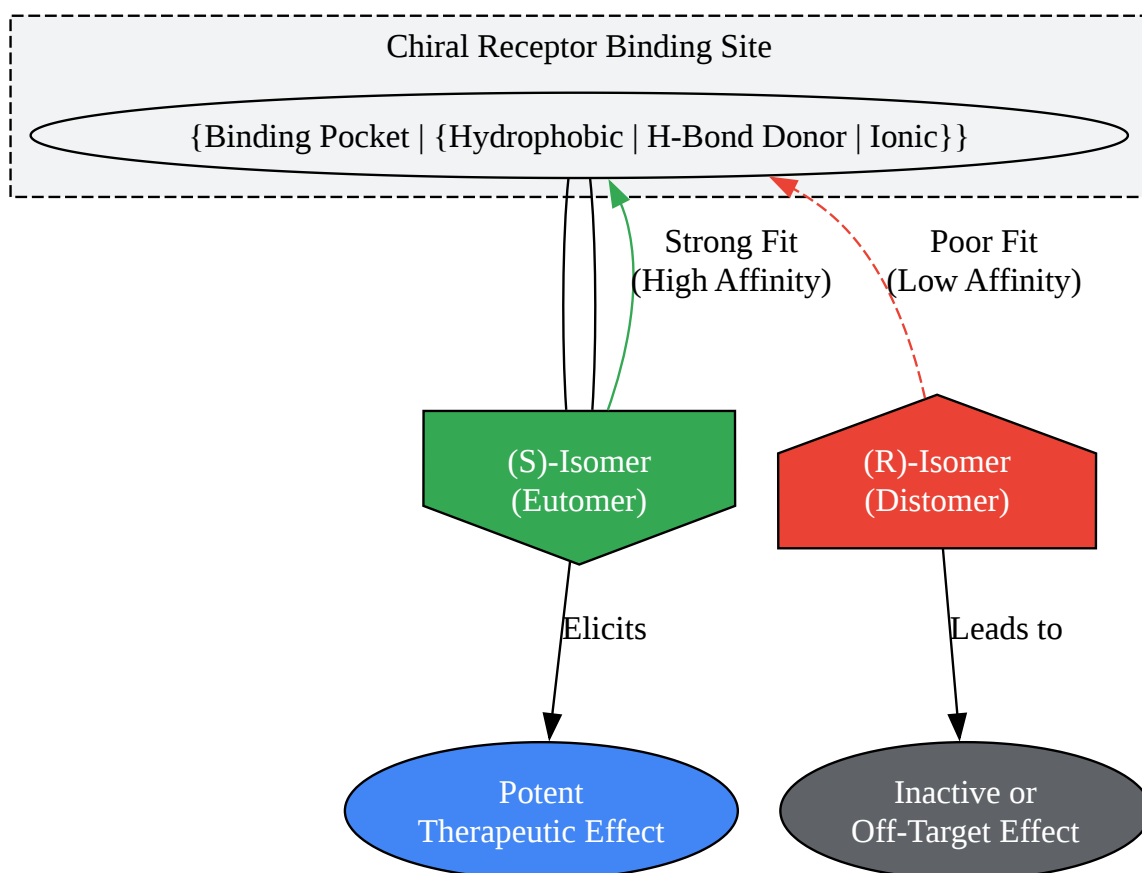 Chiral Receptor Binding Site
{Binding Pocket | {Hydrophobic | H-Bond Donor | Ionic}}
Strong Fit
(High Affinity)
Poor Fit
(Low Affinity)
(S)-Isomer
(Eutomer)
(R)-Isomer
(Distomer)
Elicits
Leads to
Potent
Therapeutic Effect
Inactive or
Off-Target Effect